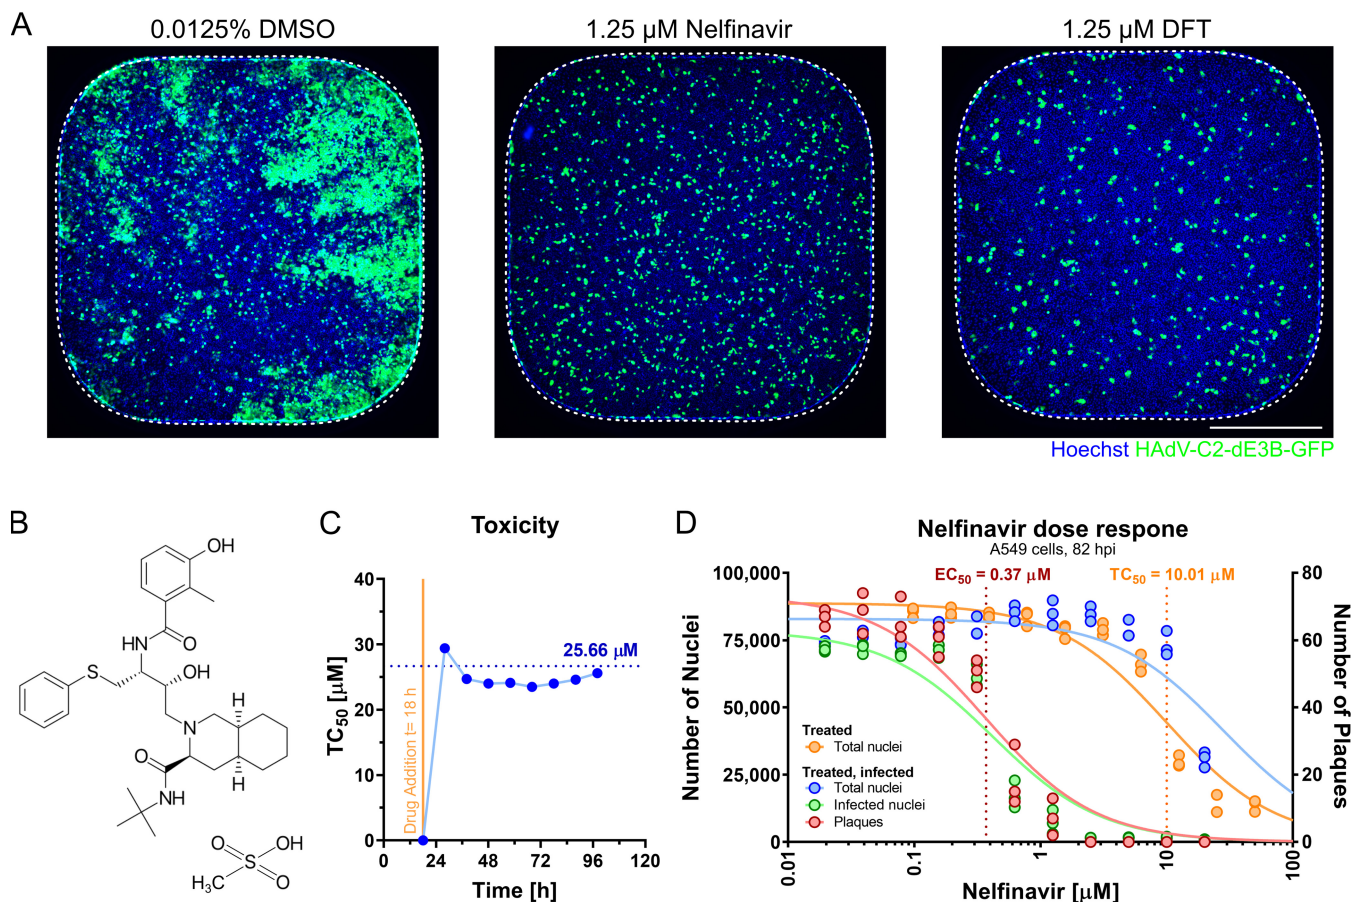 A
0.0125% DMSO
1.25 µM Nelfinavir
1.25 µM DFT
Hoechst HAdV-C2-dE3B-GFP
B
OH
O
HN
S
OH
N
H
H
O
NH
O
OH
S
H3C
O
C
Toxicity
TC50 [µM]
40
30
20
10
0
25.66 µM
Drug Addition t= 18 h
0 24 48 72 96 120
Time [h]
D
Nelfinavir dose respone
A549 cells, 82 hpi
EC50 = 0.37 µM
TC50 = 10.01 µM
Number of Nuclei
100,000
75,000
50,000
25,000
0
Treated
Total nuclei
Treated, infected
Total nuclei
Infected nuclei
Plaques
80
60
40
20
0
Number of Plaques
0.01 0.1 1 10 100
Nelfinavir [µM]